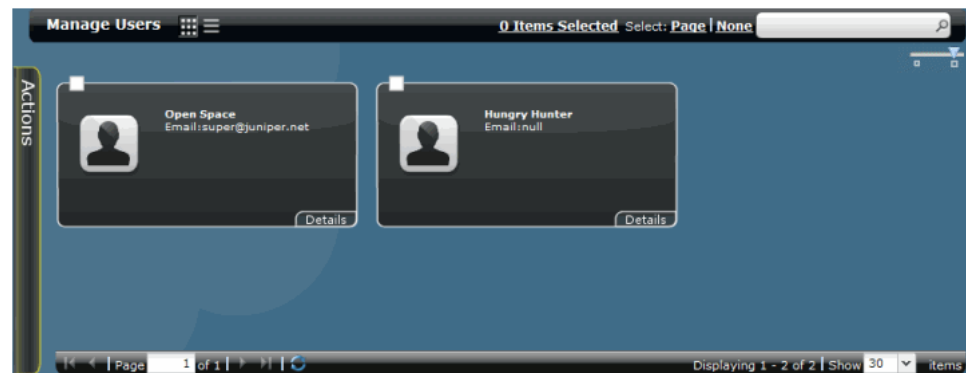 Manage Users 0 Items Selected Select: Page | None
Actions
Open Space
Email:super@juniper.net
Details
Hungry Hunter
Email:null
Details
Page 1 of 1 | Displaying 1 - 2 of 2 | Show 30 items